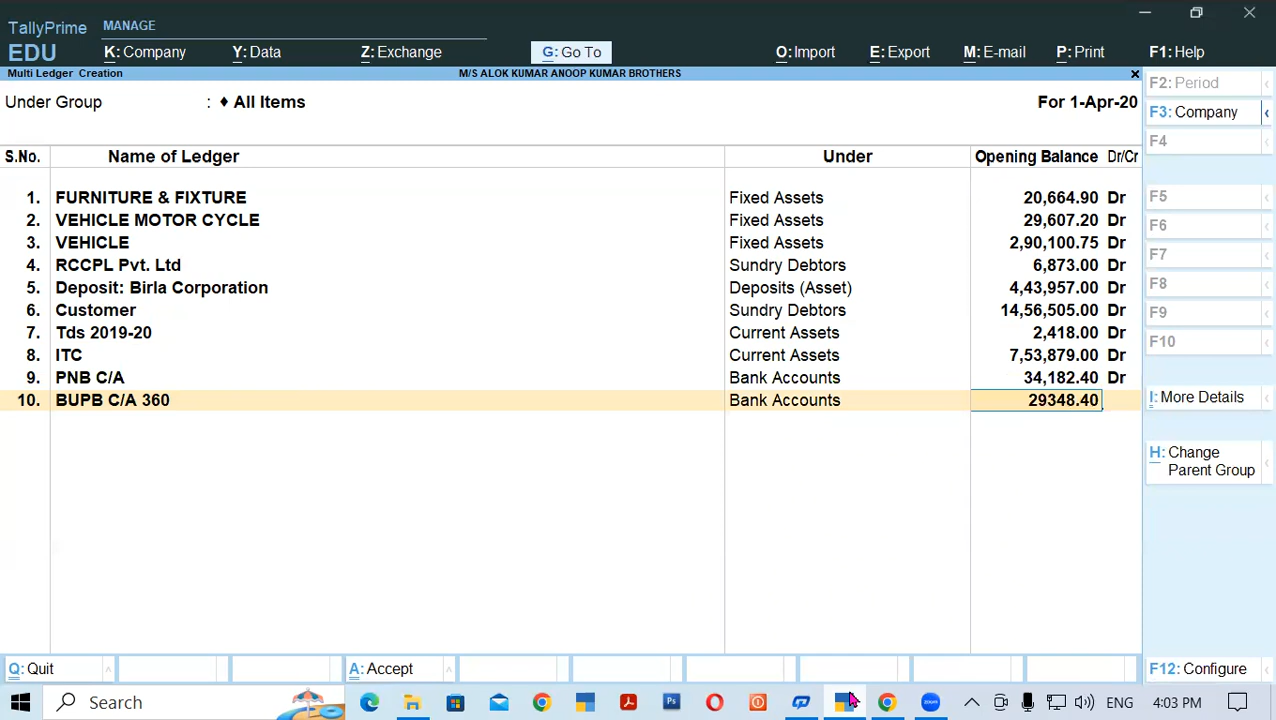 TallyPrime MANAGE
EDU K: Company Y: Data Z: Exchange G: Go To O: Import E: Export M: E-mail P: Print F1: Help
Multi Ledger Creation M/S ALOK KUMAR ANOOP KUMAR BROTHERS
Under Group : ♦ All Items For 1-Apr-20
S.No. Name of Ledger Under Opening Balance Dr/Cr
1. FURNITURE & FIXTURE Fixed Assets 20,664.90 Dr
2. VEHICLE MOTOR CYCLE Fixed Assets 29,607.20 Dr
3. VEHICLE Fixed Assets 2,90,100.75 Dr
4. RCCPL Pvt. Ltd Sundry Debtors 6,873.00 Dr
5. Deposit: Birla Corporation Deposits (Asset) 4,43,957.00 Dr
6. Customer Sundry Debtors 14,56,505.00 Dr
7. Tds 2019-20 Current Assets 2,418.00 Dr
8. ITC Current Assets 7,53,879.00 Dr
9. PNB C/A Bank Accounts 34,182.40 Dr
10. BUPB C/A 360 Bank Accounts 29348.40
F2: Period
F3: Company
F4
F5
F6
F7
F8
F9
F10
I: More Details
H: Change
Parent Group
Q: Quit A: Accept F12: Configure
Search Ps zoom ENG 4:03 PM